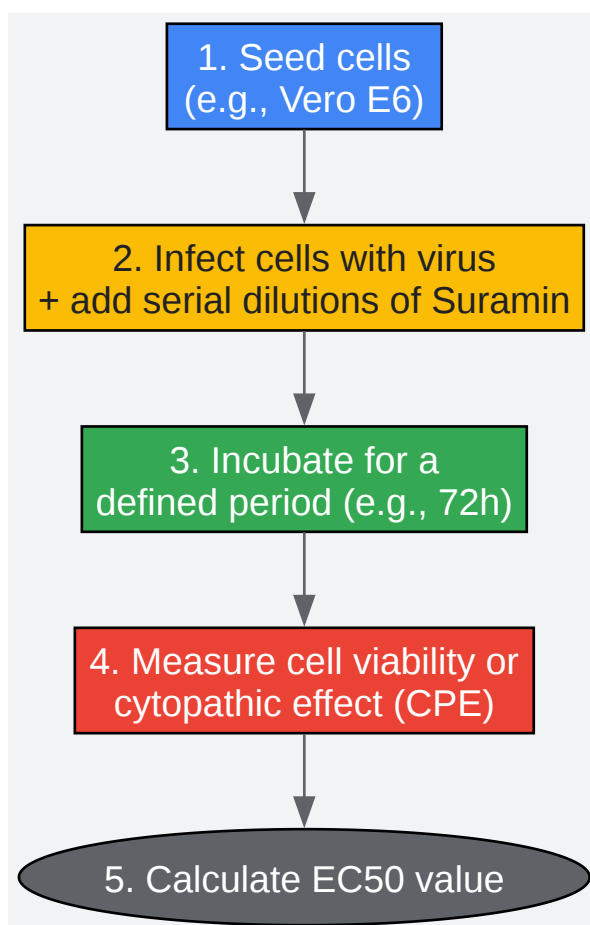 1. Seed cells
(e.g., Vero E6)
2. Infect cells with virus
+ add serial dilutions of Suramin
3. Incubate for a
defined period (e.g., 72h)
4. Measure cell viability or
cytopathic effect (CPE)
5. Calculate EC50 value